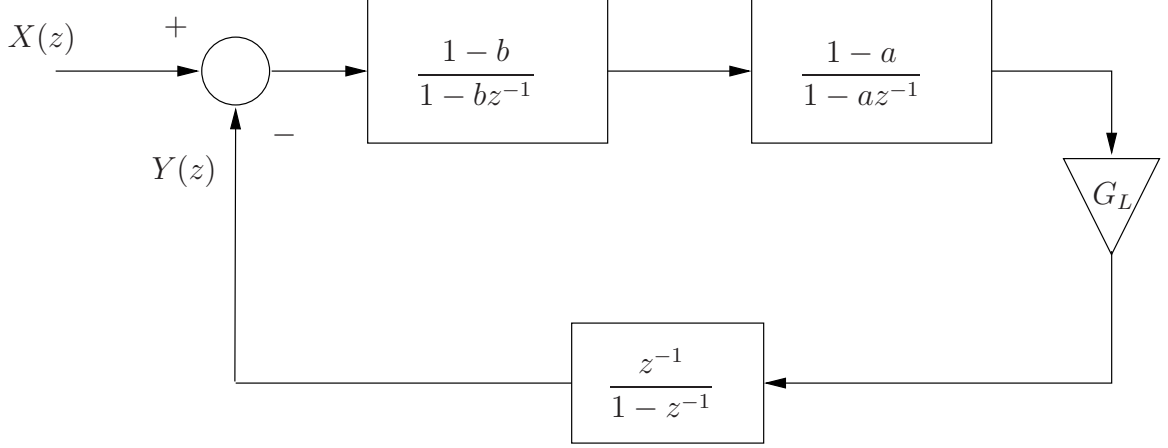 X(z)
+
−
Y(z)
1 − b
1 − bz⁻¹
1 − a
1 − az⁻¹
G_L
z⁻¹
1 − z⁻¹